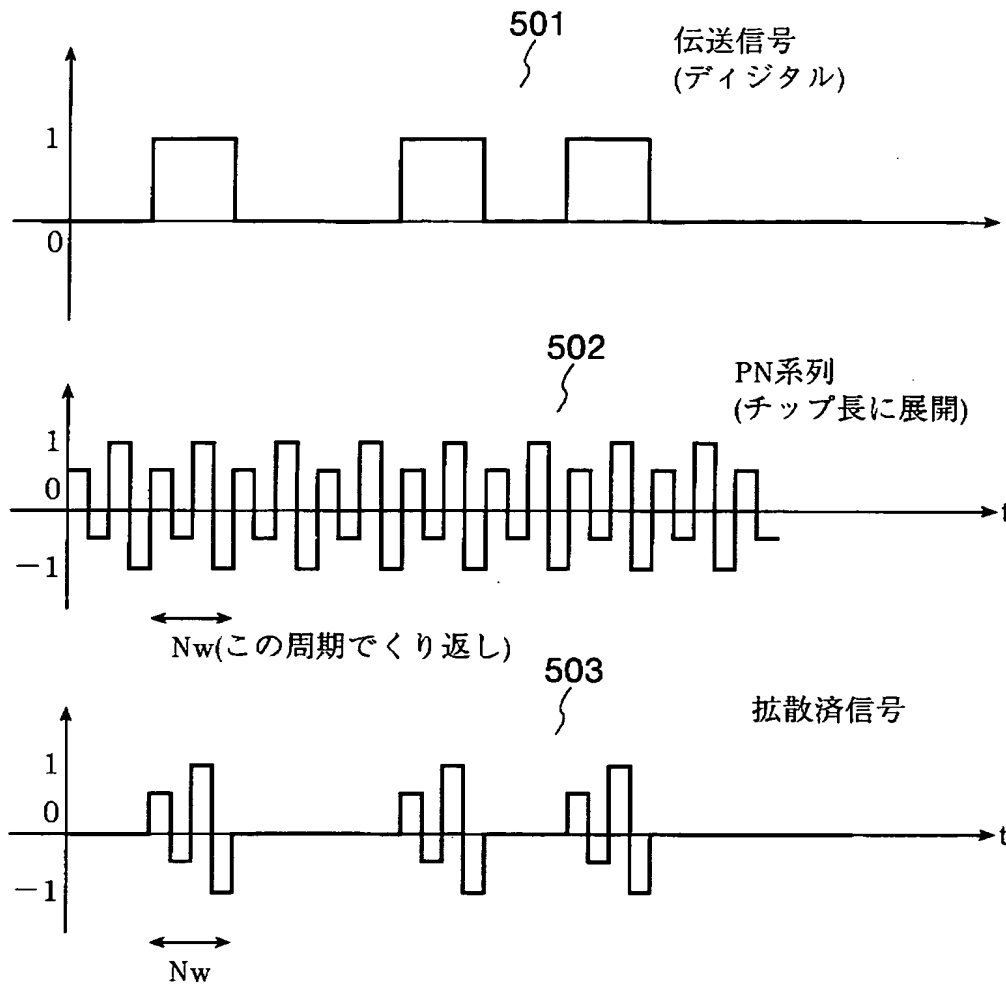 501
伝送信号
(ディジタル)
1
0
502
PN系列
(チップ長に展開)
1
0
t
−1
Nw(この周期でくり返し)
503
拡散済信号
1
0
t
−1
Nw